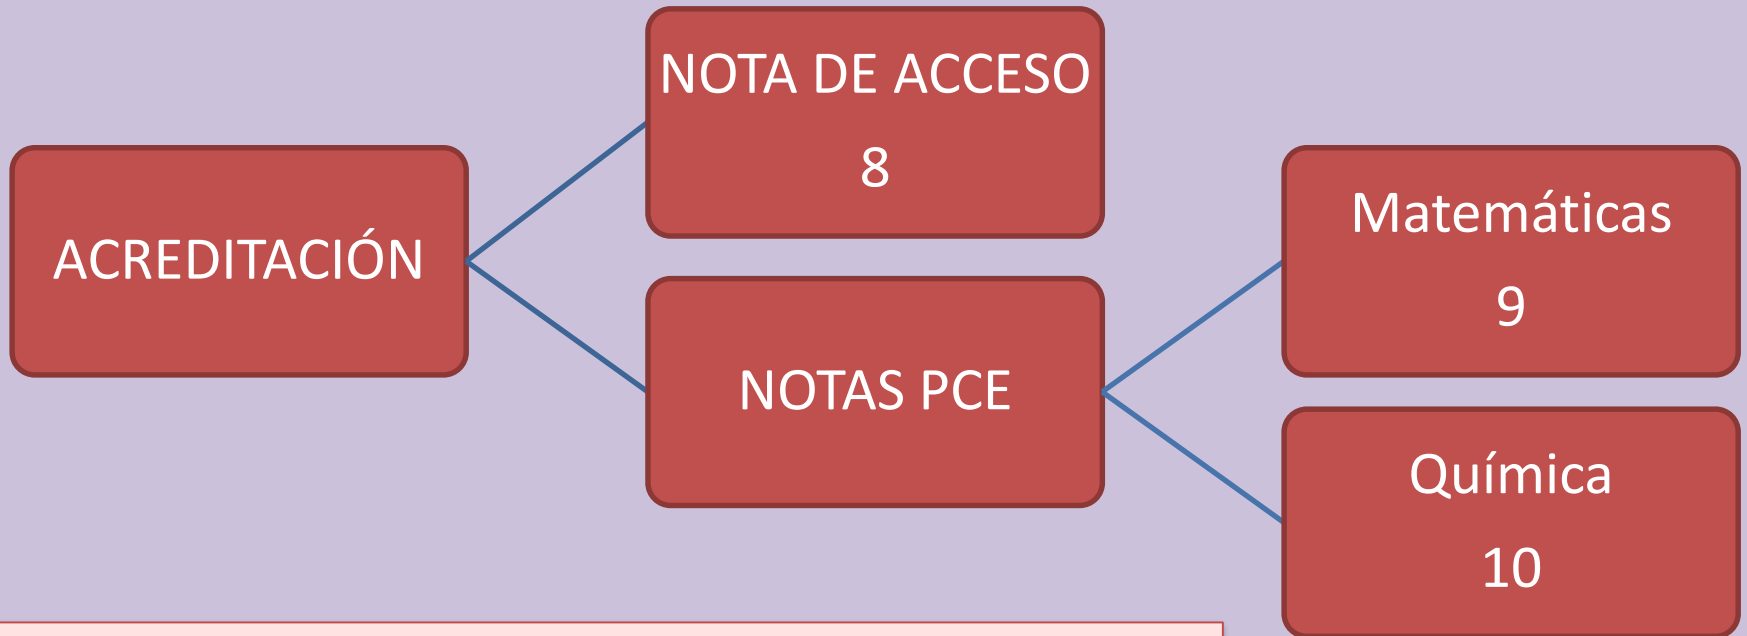 ACREDITACIÓN
NOTA DE ACCESO
8
NOTAS PCE
Matemáticas
9
Química
10